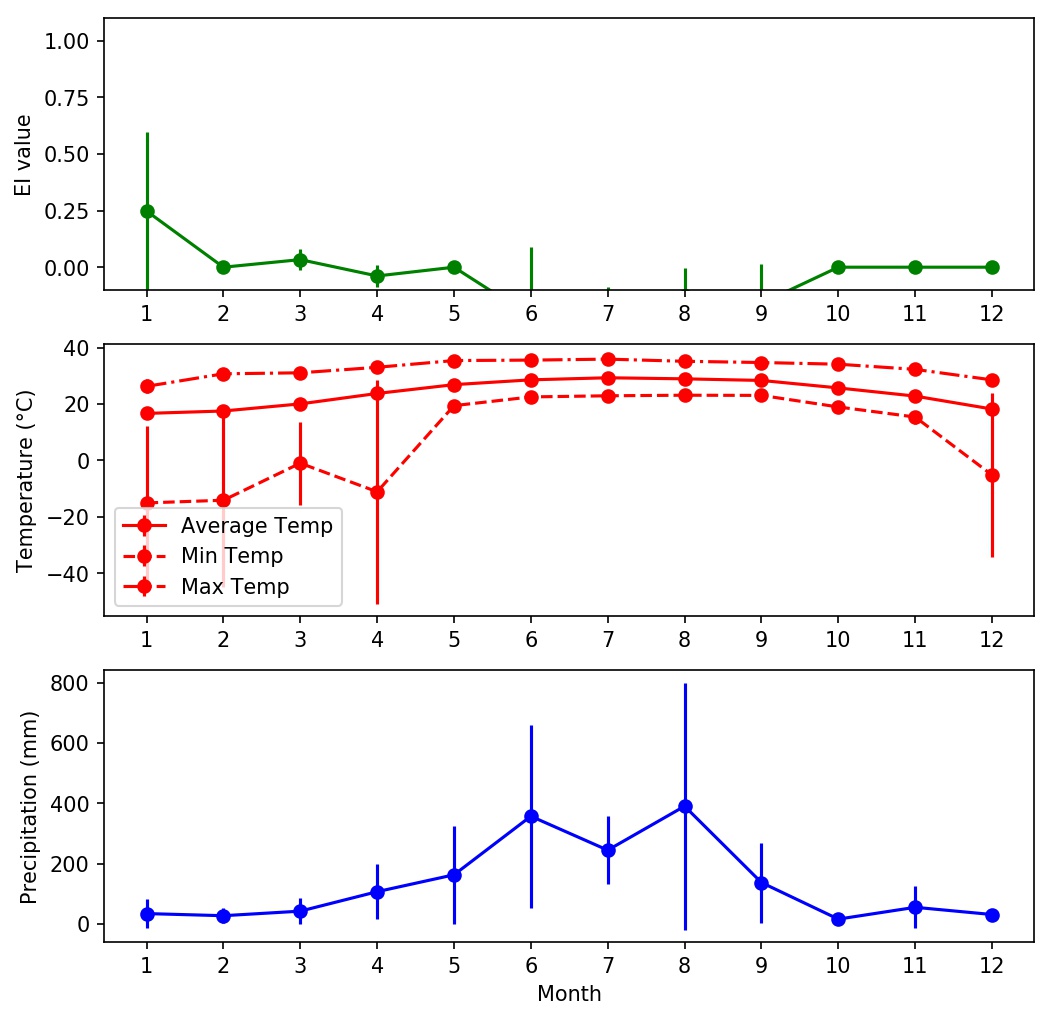 EI value
1.00
0.75
0.50
0.25
0.00
1 2 3 4 5 6 7 8 9 10 11 12
Temperature (°C)
40
20
0
−20
−40
Average Temp
Min Temp
Max Temp
1 2 3 4 5 6 7 8 9 10 11 12
Precipitation (mm)
800
600
400
200
0
1 2 3 4 5 6 7 8 9 10 11 12
Month